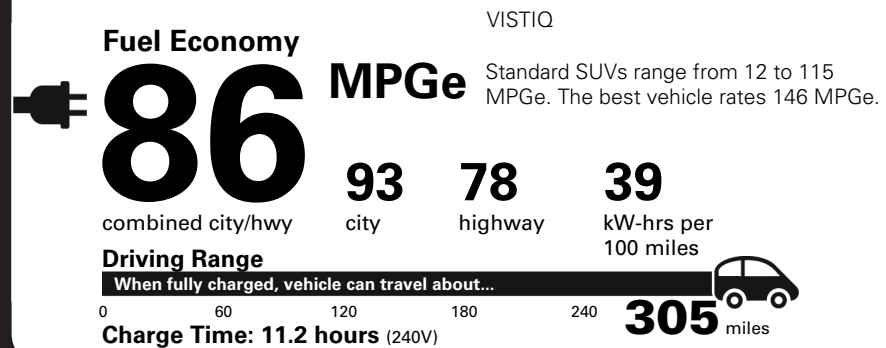 VISTIQ
Fuel Economy
86
MPGe
Standard SUVs range from 12 to 115
MPGe. The best vehicle rates 146 MPGe.
93
78
39
combined city/hwy
city
highway
kW-hrs per
100 miles
Driving Range
When fully charged, vehicle can travel about...
0 60 120 180 240
305 miles
Charge Time: 11.2 hours (240V)